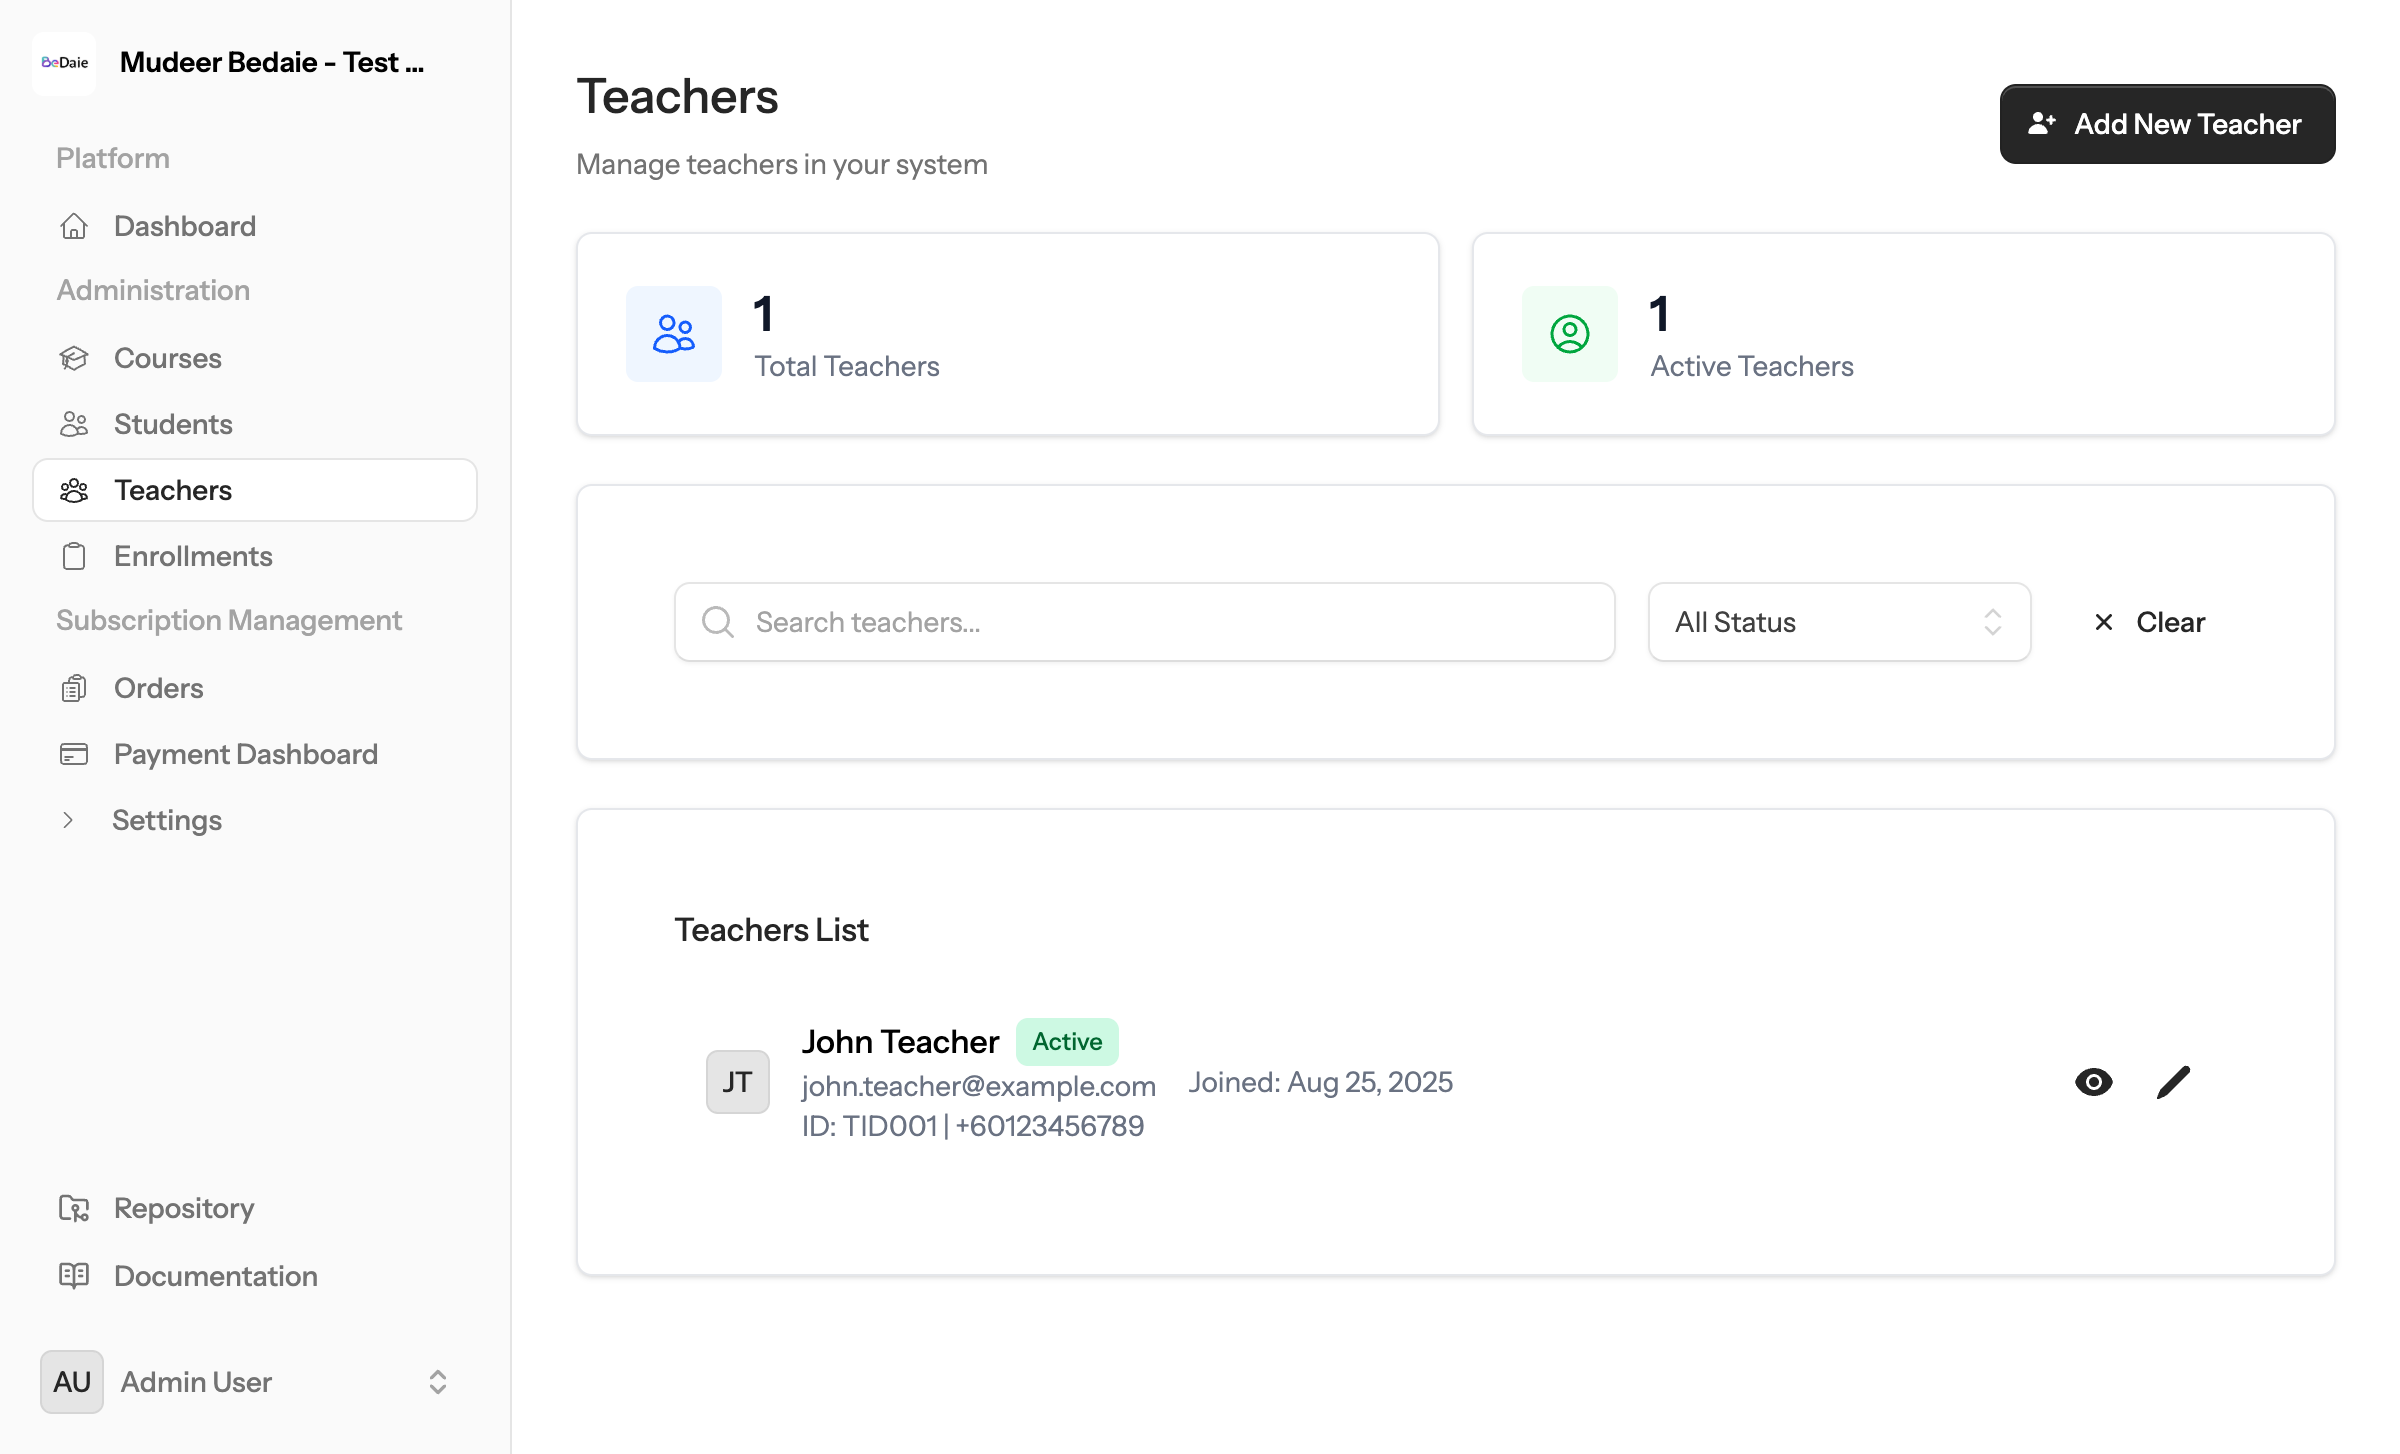 BeDaie
Mudeer Bedaie - Test ...
Platform
Dashboard
Administration
Courses
Students
Teachers
Enrollments
Subscription Management
Orders
Payment Dashboard
Settings
Repository
Documentation
AU
Admin User
Teachers
Manage teachers in your system
Add New Teacher
1
Total Teachers
1
Active Teachers
Search teachers...
All Status
Clear
Teachers List
JT
John Teacher
Active
john.teacher@example.com
ID: TID001 | +60123456789
Joined: Aug 25, 2025